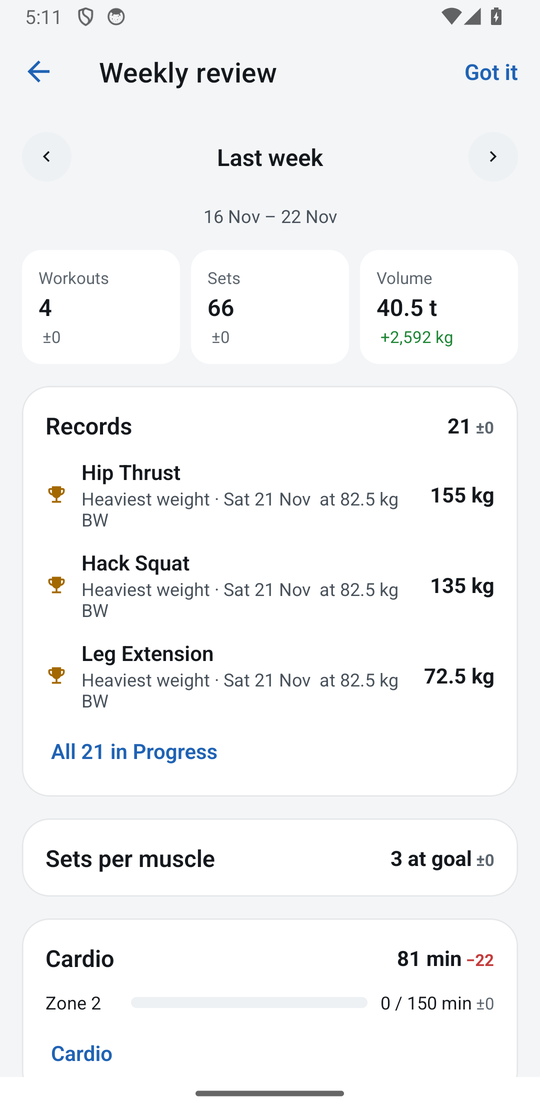 5:11
Weekly review
Got it
Last week
16 Nov – 22 Nov
Workouts
4
±0
Sets
66
±0
Volume
40.5 t
+2,592 kg
Records
21 ±0
Hip Thrust
Heaviest weight · Sat 21 Nov at 82.5 kg
BW
155 kg
Hack Squat
Heaviest weight · Sat 21 Nov at 82.5 kg
BW
135 kg
Leg Extension
Heaviest weight · Sat 21 Nov at 82.5 kg
BW
72.5 kg
All 21 in Progress
Sets per muscle
3 at goal ±0
Cardio
81 min −22
Zone 2
0 / 150 min ±0
Cardio